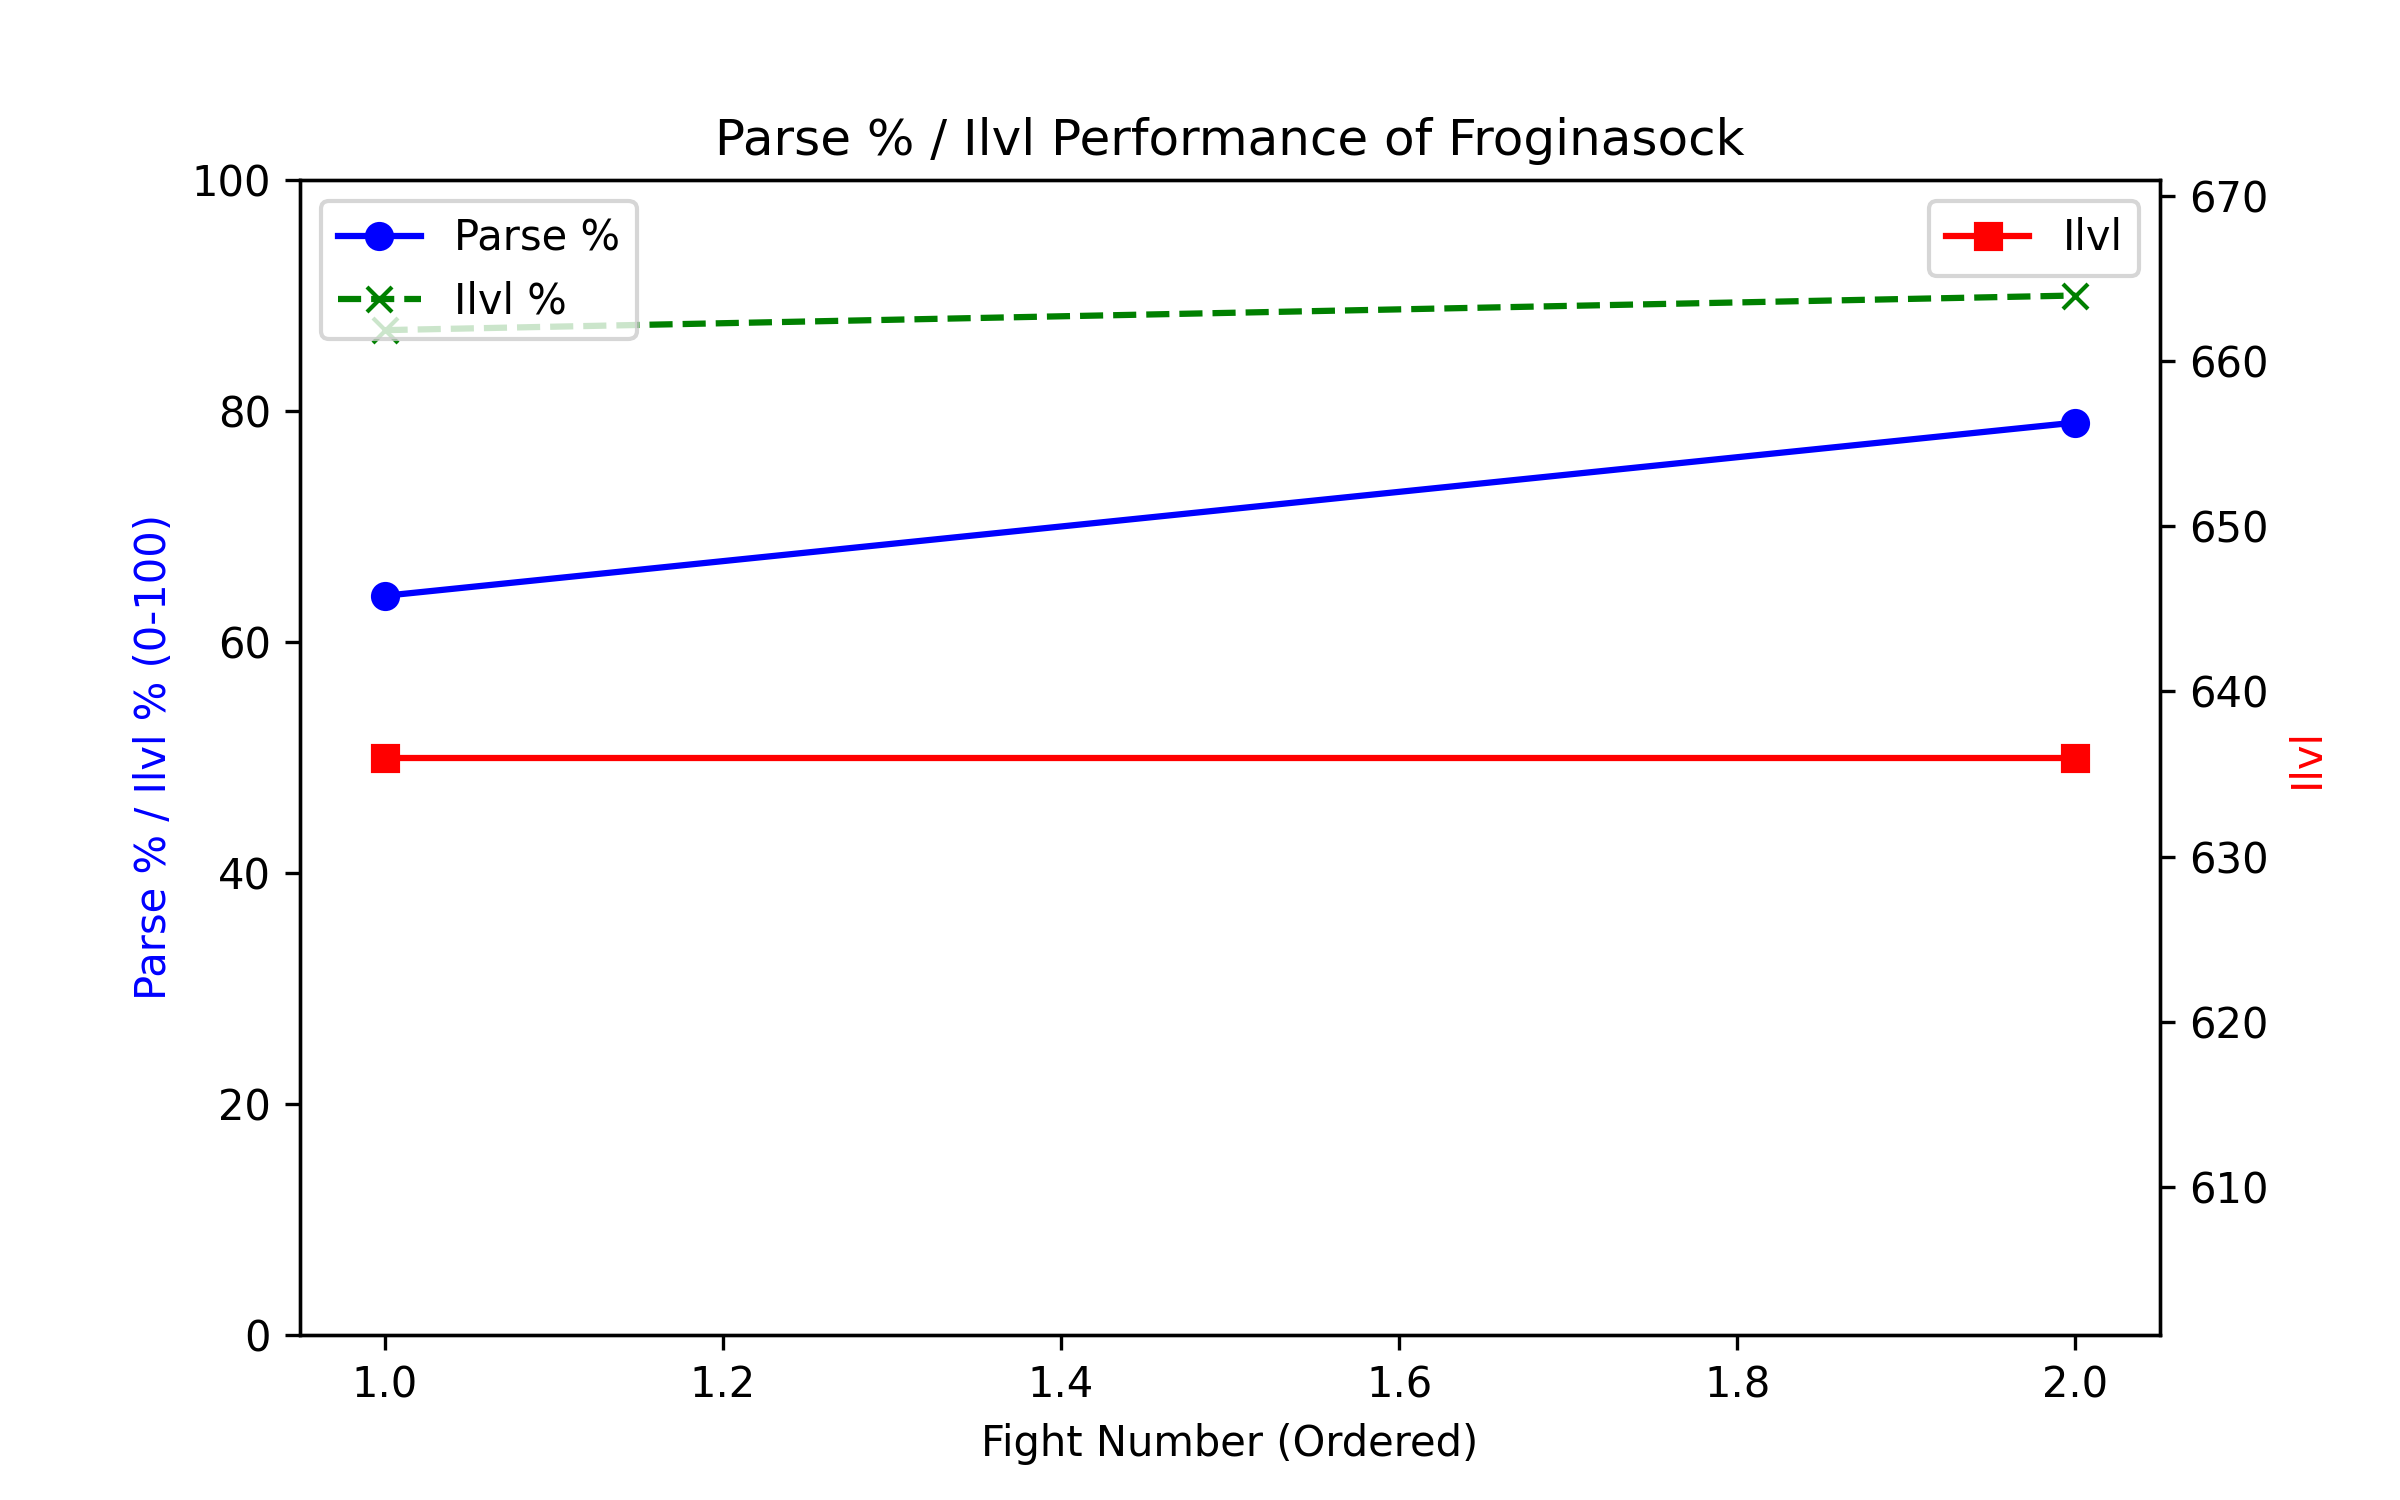 Parse % / Ilvl Performance of Froginasock
Parse %
Ilvl %
Ilvl
Parse % / Ilvl % (0-100)
100
80
60
40
20
0
670
660
650
640
630
620
610
Ilvl
1.0 1.2 1.4 1.6 1.8 2.0
Fight Number (Ordered)